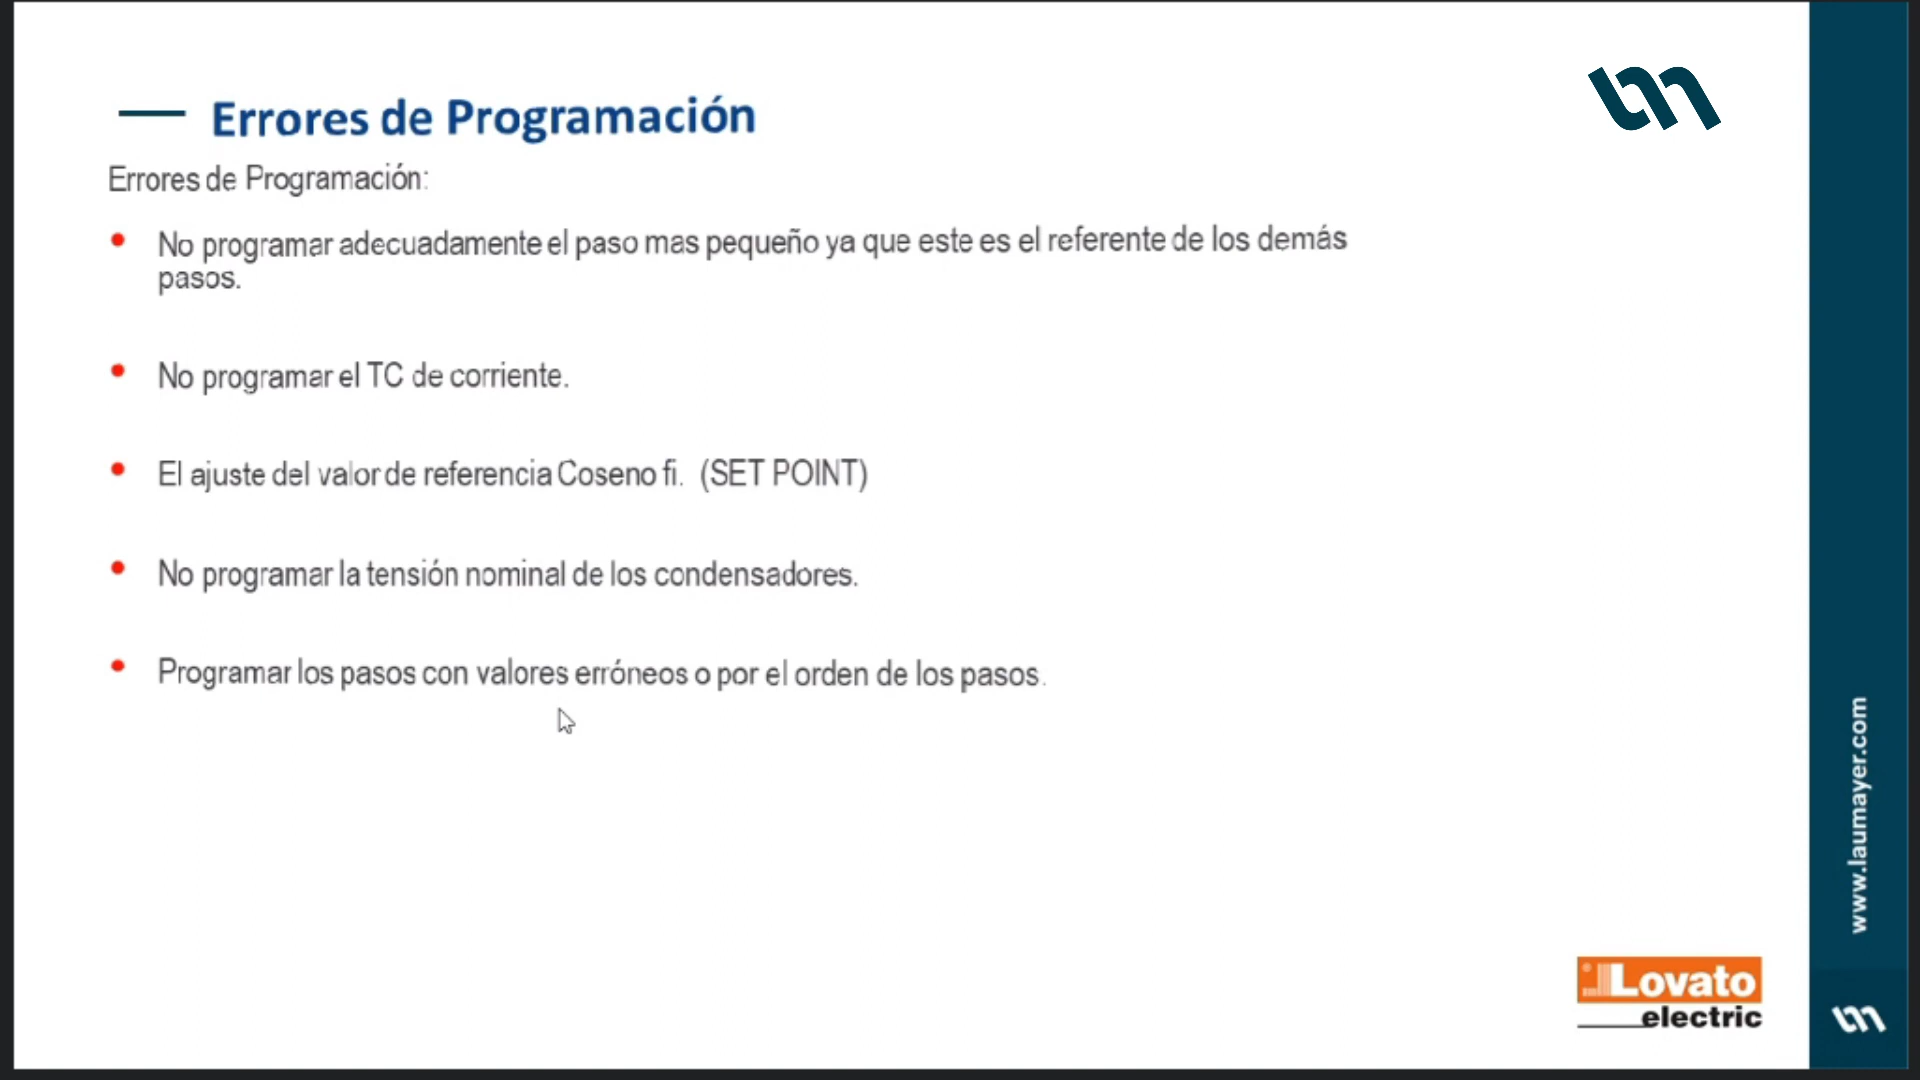 Errores de Programación
Errores de Programación:
No programar adecuadamente el paso mas pequeño ya que este es el referente de los demás
pasos.
No programar el TC de corriente.
El ajuste del valor de referencia Coseno fi. (SET POINT)
No programar la tensión nominal de los condensadores.
Programar los pasos con valores erróneos o por el orden de los pasos.
www.laumayer.com
Lovato
electric